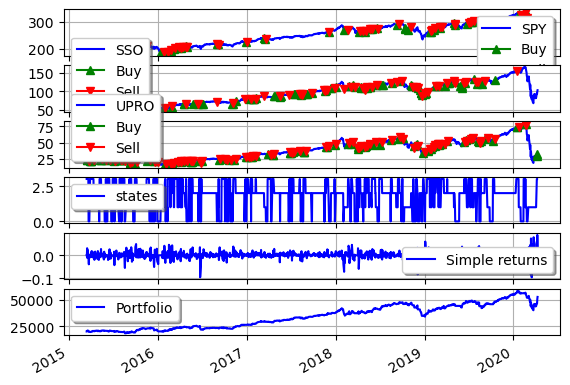 300
200
SPY
Buy
SSO
Buy
Sell
150
100
50
UPRO
Buy
Sell
75
50
25
2.5
0.0
states
0.0
−0.1
Simple returns
50000
25000
Portfolio
2015
2016
2017
2018
2019
2020